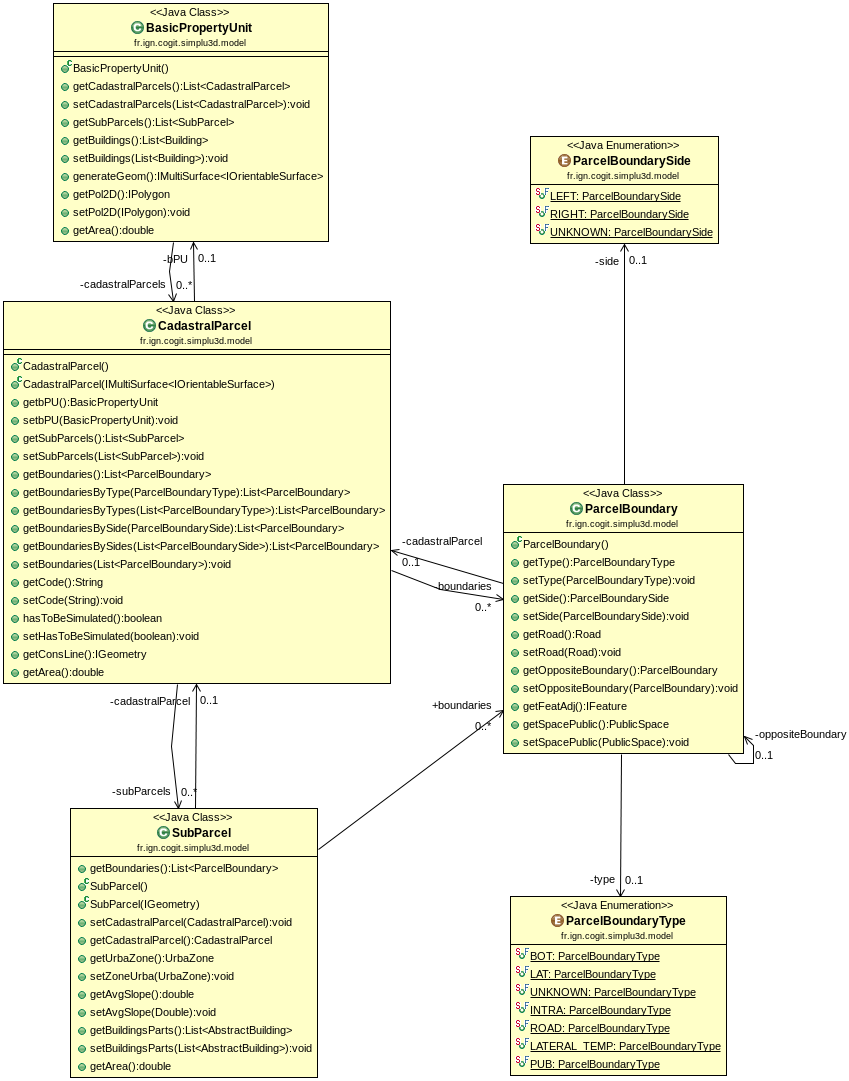 <<Java Class>>
BasicPropertyUnit
fr.ign.cogit.simplu3d.model
BasicPropertyUnit()
getCadastralParcels():List<CadastralParcel>
setCadastralParcels(List<CadastralParcel>):void
getSubParcels():List<SubParcel>
getBuildings():List<Building>
setBuildings(List<Building>):void
generateGeom():IMultiSurface<IOrientableSurface>
getPol2D():IPolygon
setPol2D(IPolygon):void
getArea():double
-bPU 0..1
-cadastralParcels 0..*
<<Java Class>>
CadastralParcel
fr.ign.cogit.simplu3d.model
CadastralParcel()
CadastralParcel(IMultiSurface<IOrientableSurface>)
getbPU():BasicPropertyUnit
setbPU(BasicPropertyUnit):void
getSubParcels():List<SubParcel>
setSubParcels(List<SubParcel>):void
getBoundaries():List<ParcelBoundary>
getBoundariesByType(ParcelBoundaryType):List<ParcelBoundary>
getBoundariesByTypes(List<ParcelBoundaryType>):List<ParcelBoundary>
getBoundariesBySide(ParcelBoundarySide):List<ParcelBoundary>
getBoundariesBySides(List<ParcelBoundarySide>):List<ParcelBoundary>
setBoundaries(List<ParcelBoundary>):void
getCode():String
setCode(String):void
hasToBeSimulated():boolean
setHasToBeSimulated(boolean):void
getConsLine():IGeometry
getArea():double
-cadastralParcel 0..1
-subParcels 0..*
<<Java Class>>
SubParcel
fr.ign.cogit.simplu3d.model
getBoundaries():List<ParcelBoundary>
SubParcel()
SubParcel(IGeometry)
setCadastralParcel(CadastralParcel):void
getCadastralParcel():CadastralParcel
getUrbaZone():UrbaZone
setZoneUrba(UrbaZone):void
getAvgSlope():double
setAvgSlope(Double):void
getBuildingsParts():List<AbstractBuilding>
setBuildingsParts(List<AbstractBuilding>):void
getArea():double
<<Java Enumeration>>
ParcelBoundarySide
fr.ign.cogit.simplu3d.model
LEFT: ParcelBoundarySide
RIGHT: ParcelBoundarySide
UNKNOWN: ParcelBoundarySide
-side 0..1
-cadastralParcel
0..1
-boundaries
0..*
+boundaries
0..*
<<Java Class>>
ParcelBoundary
fr.ign.cogit.simplu3d.model
ParcelBoundary()
getType():ParcelBoundaryType
setType(ParcelBoundaryType):void
getSide():ParcelBoundarySide
setSide(ParcelBoundarySide):void
getRoad():Road
setRoad(Road):void
getOppositeBoundary():ParcelBoundary
setOppositeBoundary(ParcelBoundary):void
getFeatAdj():IFeature
getSpacePublic():PublicSpace
setSpacePublic(PublicSpace):void
-oppositeBoundary
0..1
-type 0..1
<<Java Enumeration>>
ParcelBoundaryType
fr.ign.cogit.simplu3d.model
BOT: ParcelBoundaryType
LAT: ParcelBoundaryType
UNKNOWN: ParcelBoundaryType
INTRA: ParcelBoundaryType
ROAD: ParcelBoundaryType
LATERAL_TEMP: ParcelBoundaryType
PUB: ParcelBoundaryType